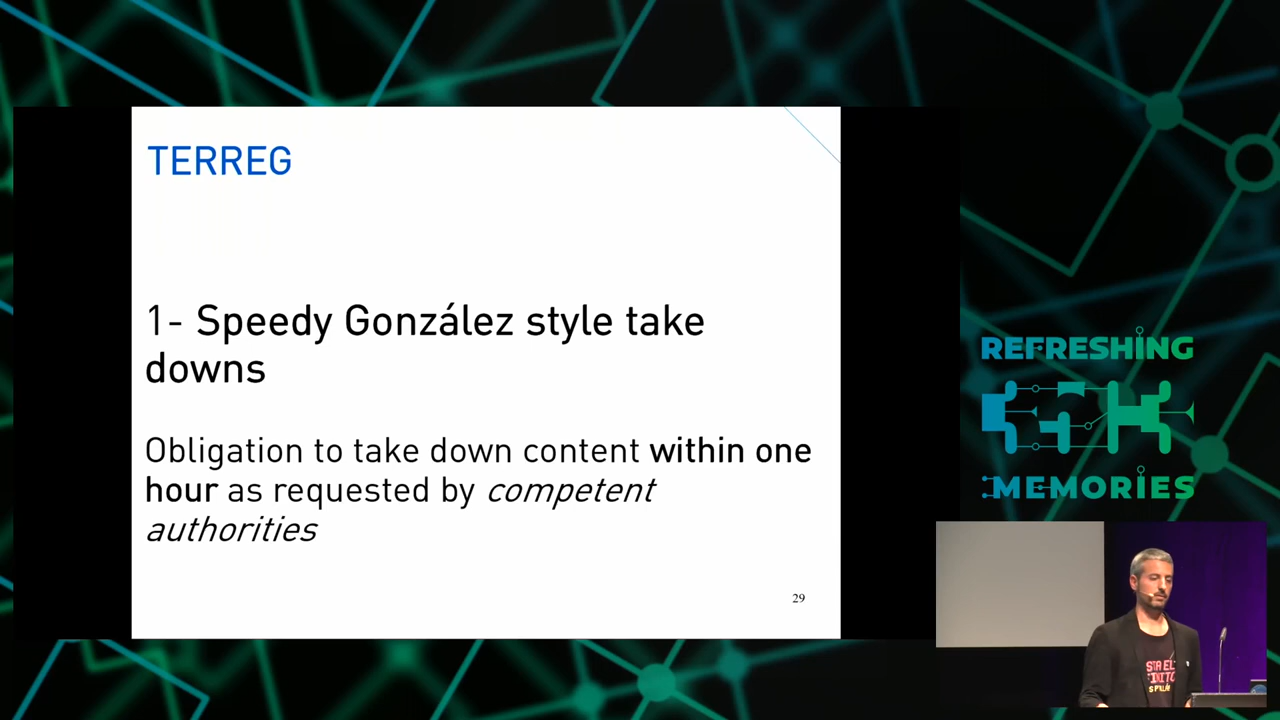 TERREG
1- Speedy González style take
downs
Obligation to take down content within one
hour as requested by competent
authorities
29
REFRESHING
MEMORIES